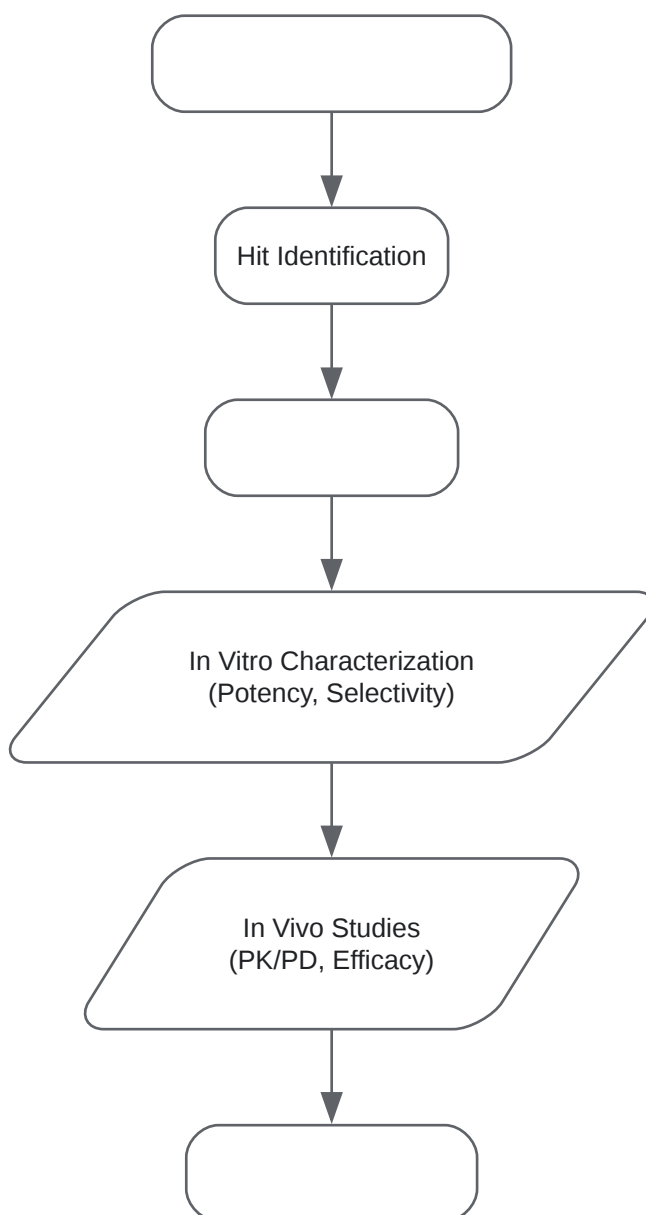 Hit Identification
In Vitro Characterization
(Potency, Selectivity)
In Vivo Studies
(PK/PD, Efficacy)